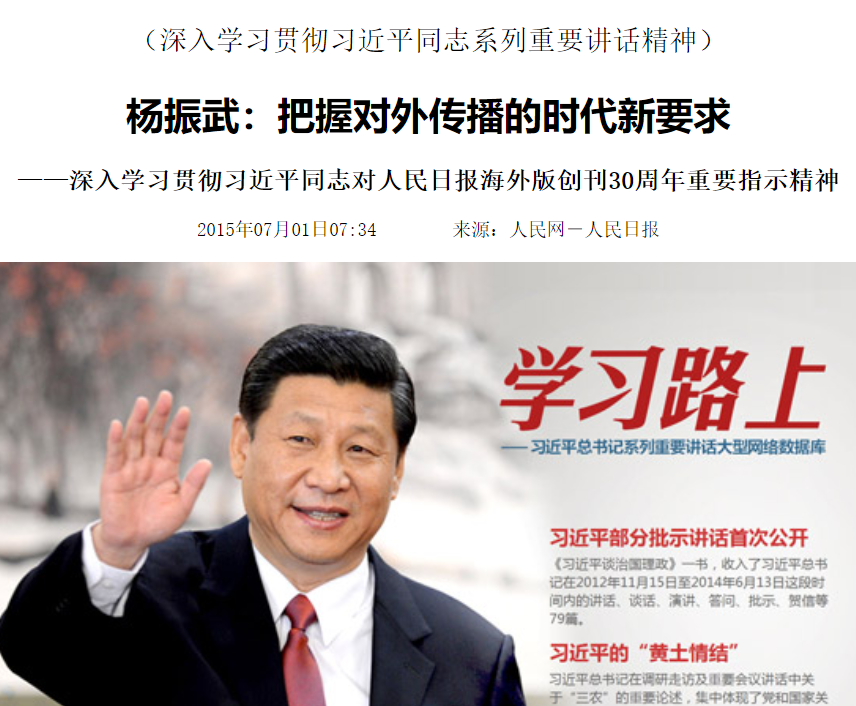 （深入学习贯彻习近平同志系列重要讲话精神）
杨振武：把握对外传播的时代新要求
——深入学习贯彻习近平同志对人民日报海外版创刊30周年重要指示精神
2015年07月01日07:34 来源：人民网－人民日报
学习路上
——习近平总书记系列重要讲话大型网络数据库
习近平部分批示讲话首次公开
《习近平谈治国理政》一书，收入了习近平总书
记在2012年11月15日至2014年6月13日这段时
间内的讲话、谈话、演讲、答问、批示、贺信等
79篇。
习近平的“黄土情结”
习近平总书记在调研走访及重要会议讲话中关
于“三农”的重要论述，集中体现了党和国家关